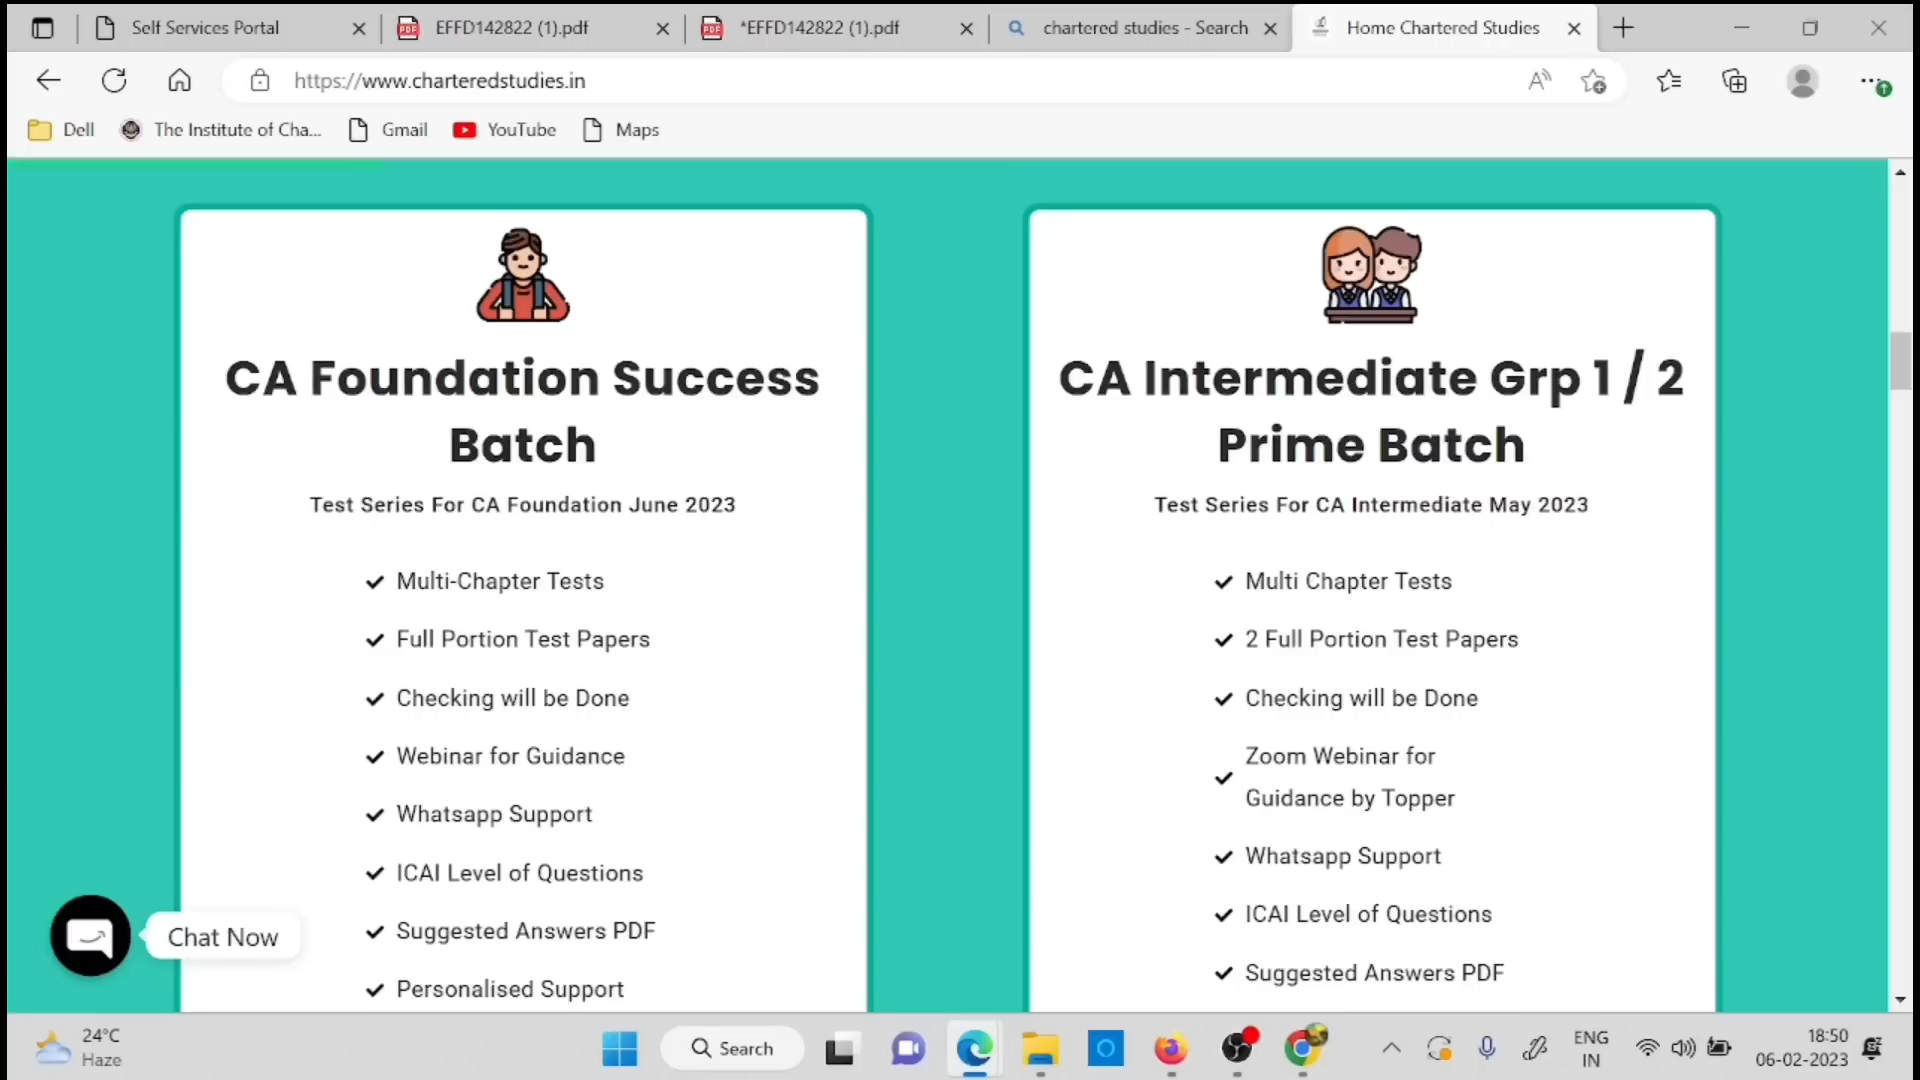 Self Services Portal
EFFD142822 (1).pdf
*EFFD142822 (1).pdf
chartered studies - Search
Home Chartered Studies
https://www.charteredstudies.in
Dell
The Institute of Cha...
Gmail
YouTube
Maps
CA Foundation Success
Batch
Test Series For CA Foundation June 2023
Multi-Chapter Tests
Full Portion Test Papers
Checking will be Done
Webinar for Guidance
Whatsapp Support
ICAI Level of Questions
Suggested Answers PDF
Personalised Support
CA Intermediate Grp 1 / 2
Prime Batch
Test Series For CA Intermediate May 2023
Multi Chapter Tests
2 Full Portion Test Papers
Checking will be Done
Zoom Webinar for
Guidance by Topper
Whatsapp Support
ICAI Level of Questions
Suggested Answers PDF
Chat Now
24°C
Haze
Search
ENG
IN
18:50
06-02-2023